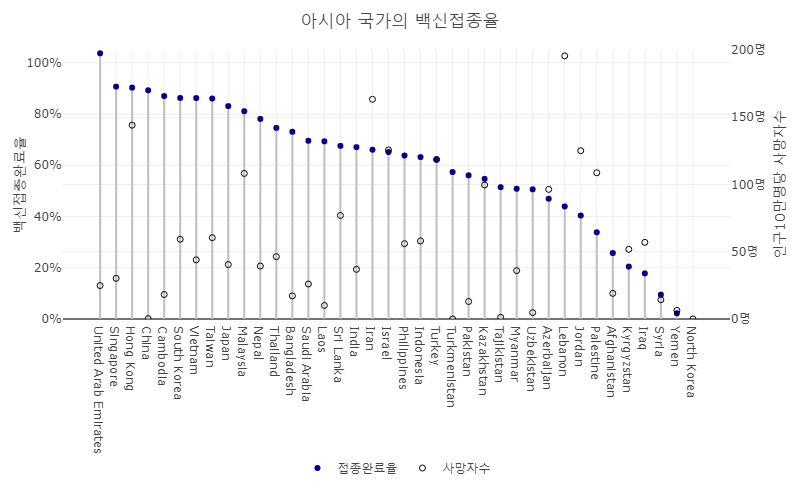 아시아 국가의 백신접종율
백신접종완료율
100%
80%
60%
40%
20%
0%
200명
150명
100명
50명
0명
인구10만명당 사망자수
United Arab Emirates
Singapore
Hong Kong
China
Cambodia
South Korea
Vietnam
Taiwan
Japan
Malaysia
Nepal
Thailand
Bangladesh
Saudi Arabia
Laos
Sri Lanka
India
Iran
Israel
Philippines
Indonesia
Turkey
Turkmenistan
Pakistan
Kazakhstan
Tajikistan
Myanmar
Uzbekistan
Azerbaijan
Lebanon
Jordan
Palestine
Afghanistan
Kyrgyzstan
Iraq
Syria
Yemen
North Korea
접종완료율 사망자수